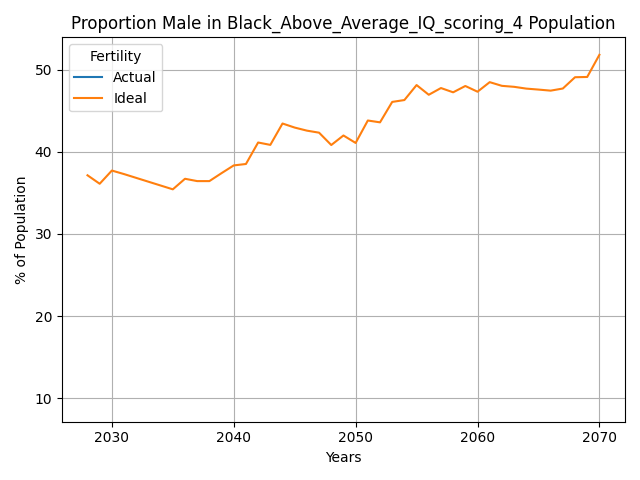 Proportion Male in Black_Above_Average_IQ_scoring_4 Population
Fertility
Actual
Ideal
% of Population
50
40
30
20
10
2030 2040 2050 2060 2070
Years